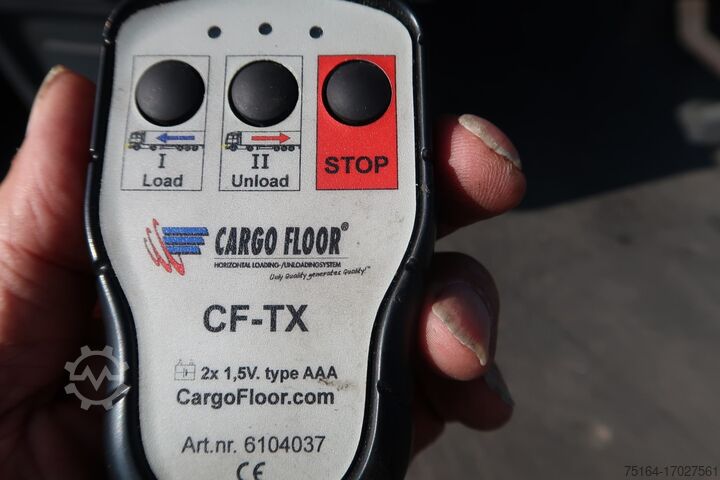 I II STOP
Load Unload
CARGO FLOOR®
HORIZONTAL LOADING-/UNLOADINGSYSTEM
Only Quality generates Quality!™
CF-TX
2x 1,5V. type AAA
CargoFloor.com
Art.nr. 6104037
CE
75164-17027561